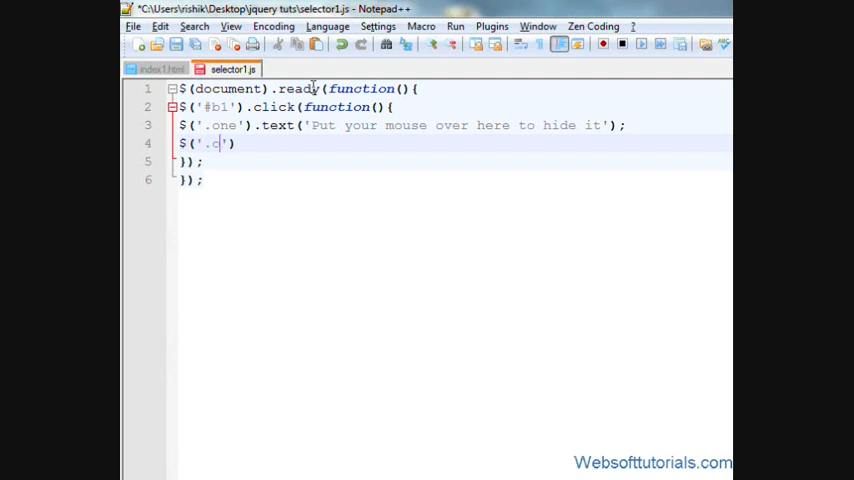 *C:\Users\rishik\Desktop\jquery tuts\selector1.js - Notepad++
File Edit Search View Encoding Language Settings Macro Run Plugins Window Zen Coding ?
index1.html selector1.js
1 $(document).ready(function(){
2 $('#b1').click(function(){
3 $('.one').text('Put your mouse over here to hide it');
4 $('.o')
5 });
6 });
Websofttutorials.com